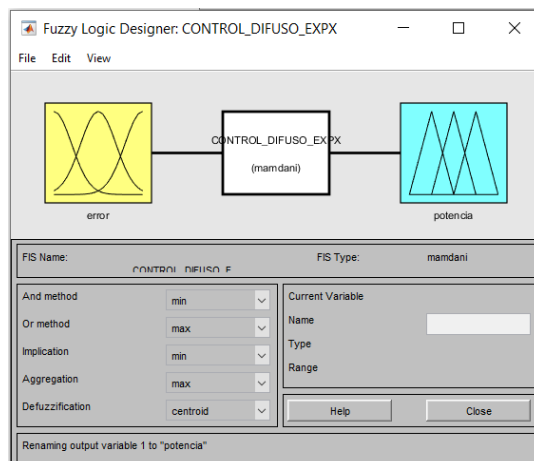 Fuzzy Logic Designer: CONTROL_DIFUSO_EXPX
File Edit View
CONTROL_DIFUSO_EXPX
(mamdani)
error
potencia
FIS Name:
CONTROL_DIFUSO_E
FIS Type:
mamdani
And method
min
Or method
max
Implication
min
Aggregation
max
Defuzzification
centroid
Current Variable
Name
Type
Range
Help
Close
Renaming output variable 1 to "potencia"